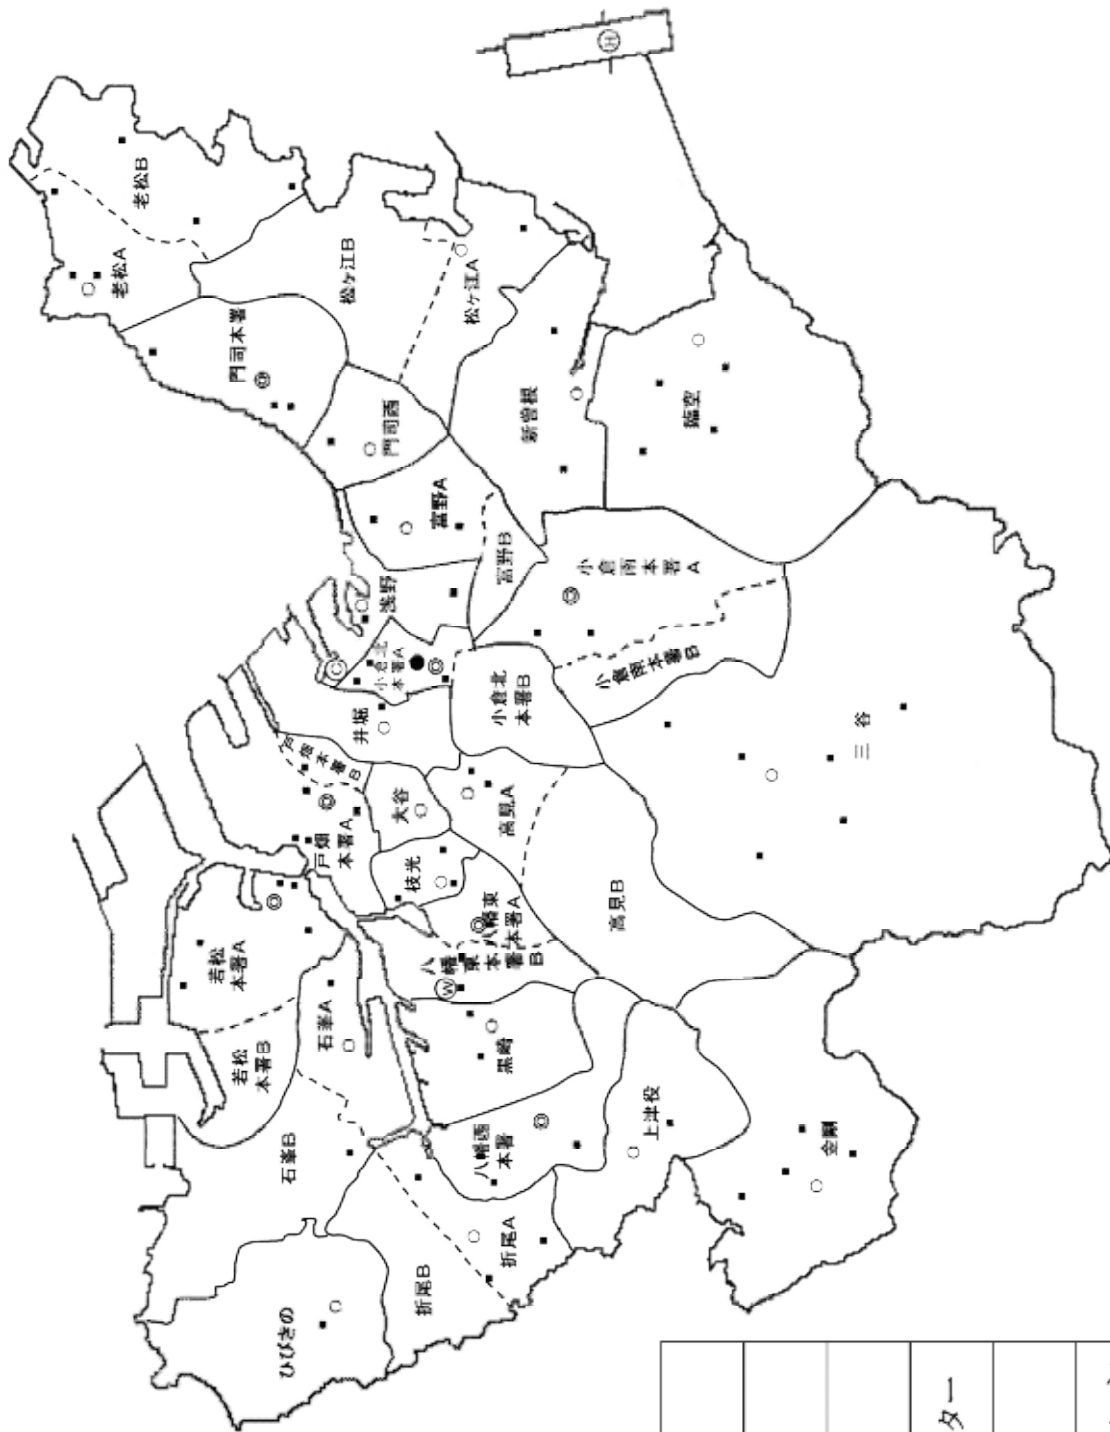 H
老松B
老松A
松ヶ江B
松ヶ江A
門司本署
門司西
新曽根
臨空
富野A
富野B
浅野
小倉南
本署A
小倉南本署B
小倉北
本署A
小倉北
本署B
C
井堀
三谷
戸畑本署B
戸畑
本署A
大谷
高見A
高見B
枝光
八幡東
本署A
八幡
東本
署B
W
若松
本署A
若松
本署B
石峯A
石峯B
黒崎
八幡西
本署
上津役
金剛
折尾A
折尾B
ひびきの
ター